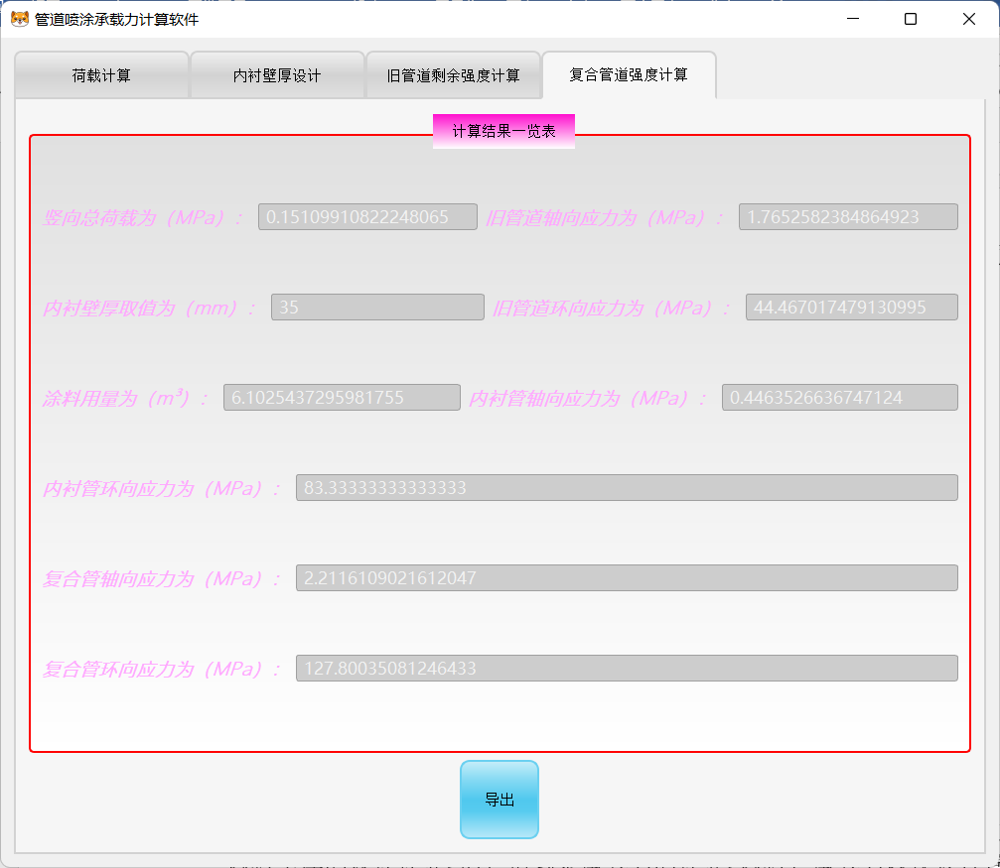 管道喷涂承载力计算软件
荷载计算 内衬壁厚设计 旧管道剩余强度计算 复合管道强度计算
计算结果一览表
竖向总荷载为（MPa）： 0.15109910822248065 旧管道轴向应力为（MPa）： 1.7652582384864923
内衬壁厚取值为（mm）： 35 旧管道环向应力为（MPa）： 44.467017479130995
涂料用量为（m³）： 6.1025437295981755 内衬管轴向应力为（MPa）： 0.4463526636747124
内衬管环向应力为（MPa）： 83.33333333333333
复合管轴向应力为（MPa）： 2.2116109021612047
复合管环向应力为（MPa）： 127.80035081246433
导出